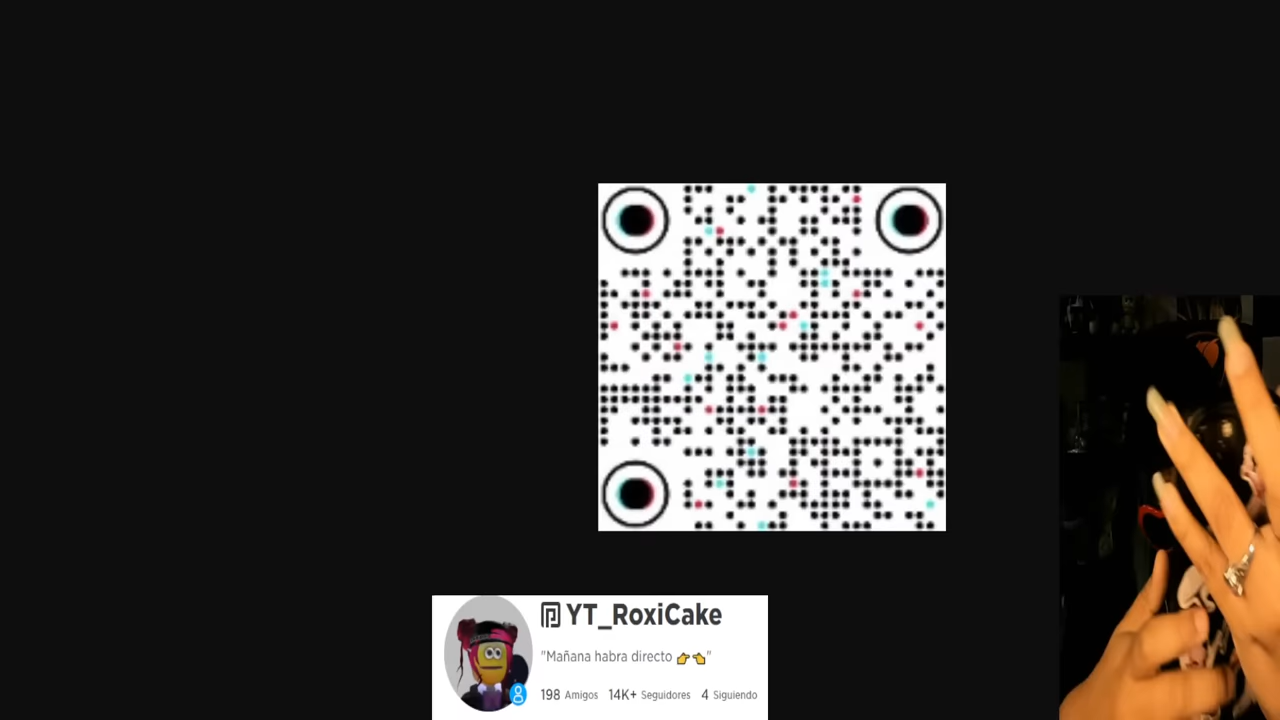 YT_RoxiCake
"Mañana habra directo 👉👈"
198 Amigos 14K+ Seguidores 4 Siguiendo